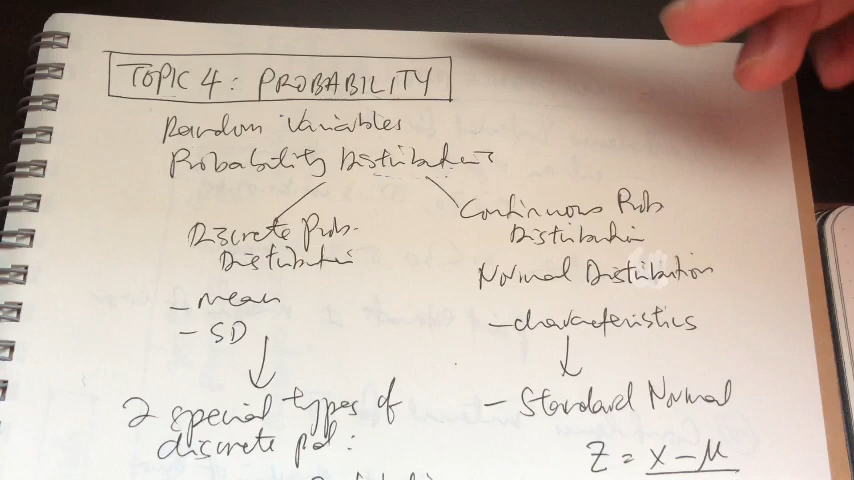 TOPIC 4: PROBABILITY
Random Variables
Probability Distributions
Discrete Prob.
Distribution
- mean
- SD
2 special types of
discrete pd:
Continuous Prob
Distribution
Normal Distribution
- characteristics
- Standard Normal
Z = x - μ